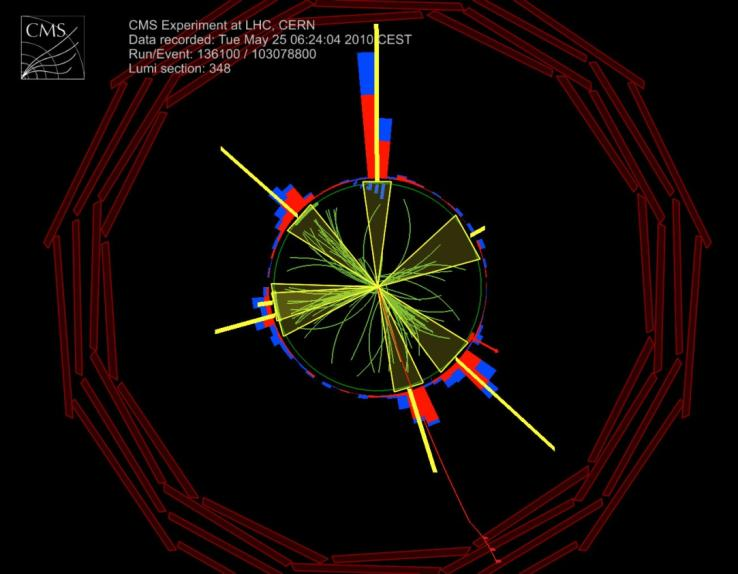 CMS
CMS Experiment at LHC, CERN
Data recorded: Tue May 25 06:24:04 2010 CEST
Run/Event: 136100 / 103078800
Lumi section: 348